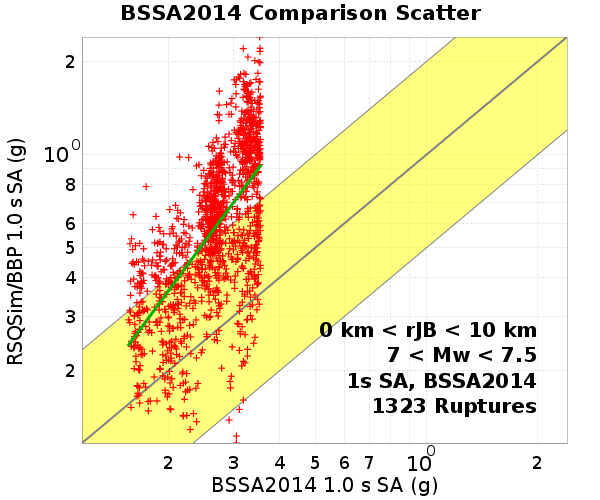 BSSA2014 Comparison Scatter
RSQSim/BBP 1.0 s SA (g)
2
10^0
8
6
5
4
3
2
0 km < rJB < 10 km
7 < Mw < 7.5
1s SA, BSSA2014
1323 Ruptures
2 3 4 5 6 7 10^0 2
BSSA2014 1.0 s SA (g)